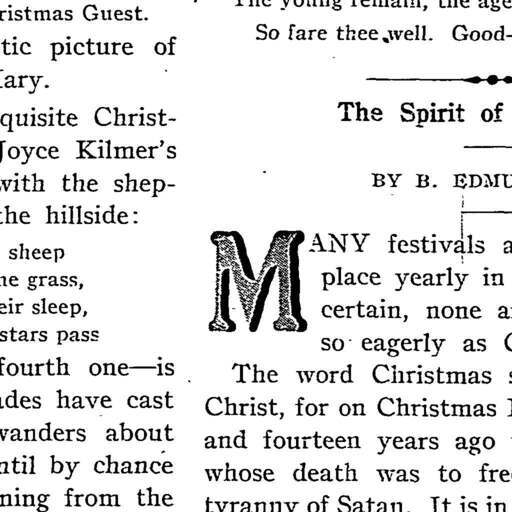 ristmas Guest.
tic picture of
ary.
quisite Christ-
Joyce Kilmer's
with the shep-
the hillside:
sheep
he grass,
eir sleep,
stars pass
fourth one—is
ades have cast
wanders about
ntil by chance
ning from the
The young remain, the age
So fare thee well. Good-
The Spirit of
BY B. EDMU
MANY festivals a
place yearly in
certain, none a
so eagerly as C
The word Christmas s
Christ, for on Christmas
and fourteen years ago
whose death was to fre
tyranny of Satan. It is in